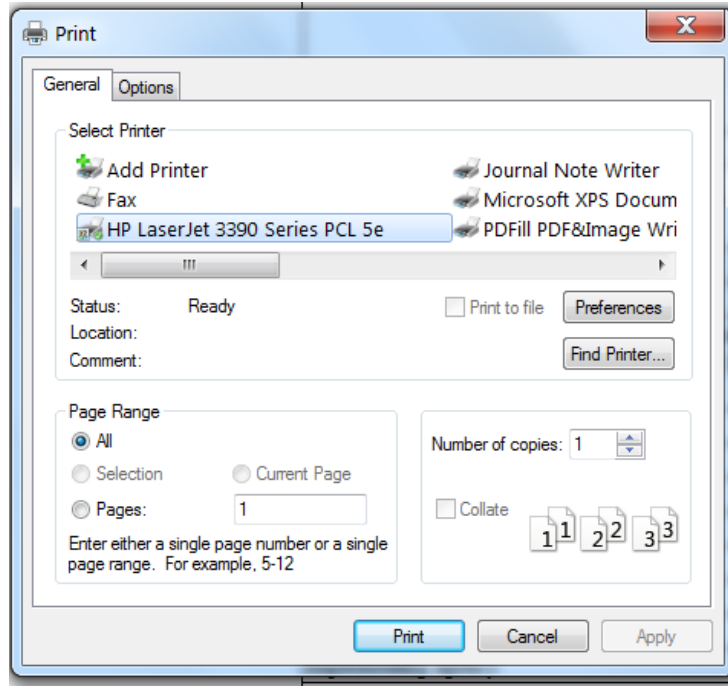 Print
General Options
Select Printer
Add Printer Journal Note Writer
Fax Microsoft XPS Docum
HP LaserJet 3390 Series PCL 5e PDFill PDF&Image Wri
Status: Ready Print to file Preferences
Location:
Comment: Find Printer...
Page Range
All Number of copies: 1
Selection Current Page
Pages: 1 Collate 1 1 2 2 3 3
Enter either a single page number or a single
page range. For example, 5-12
Print Cancel Apply